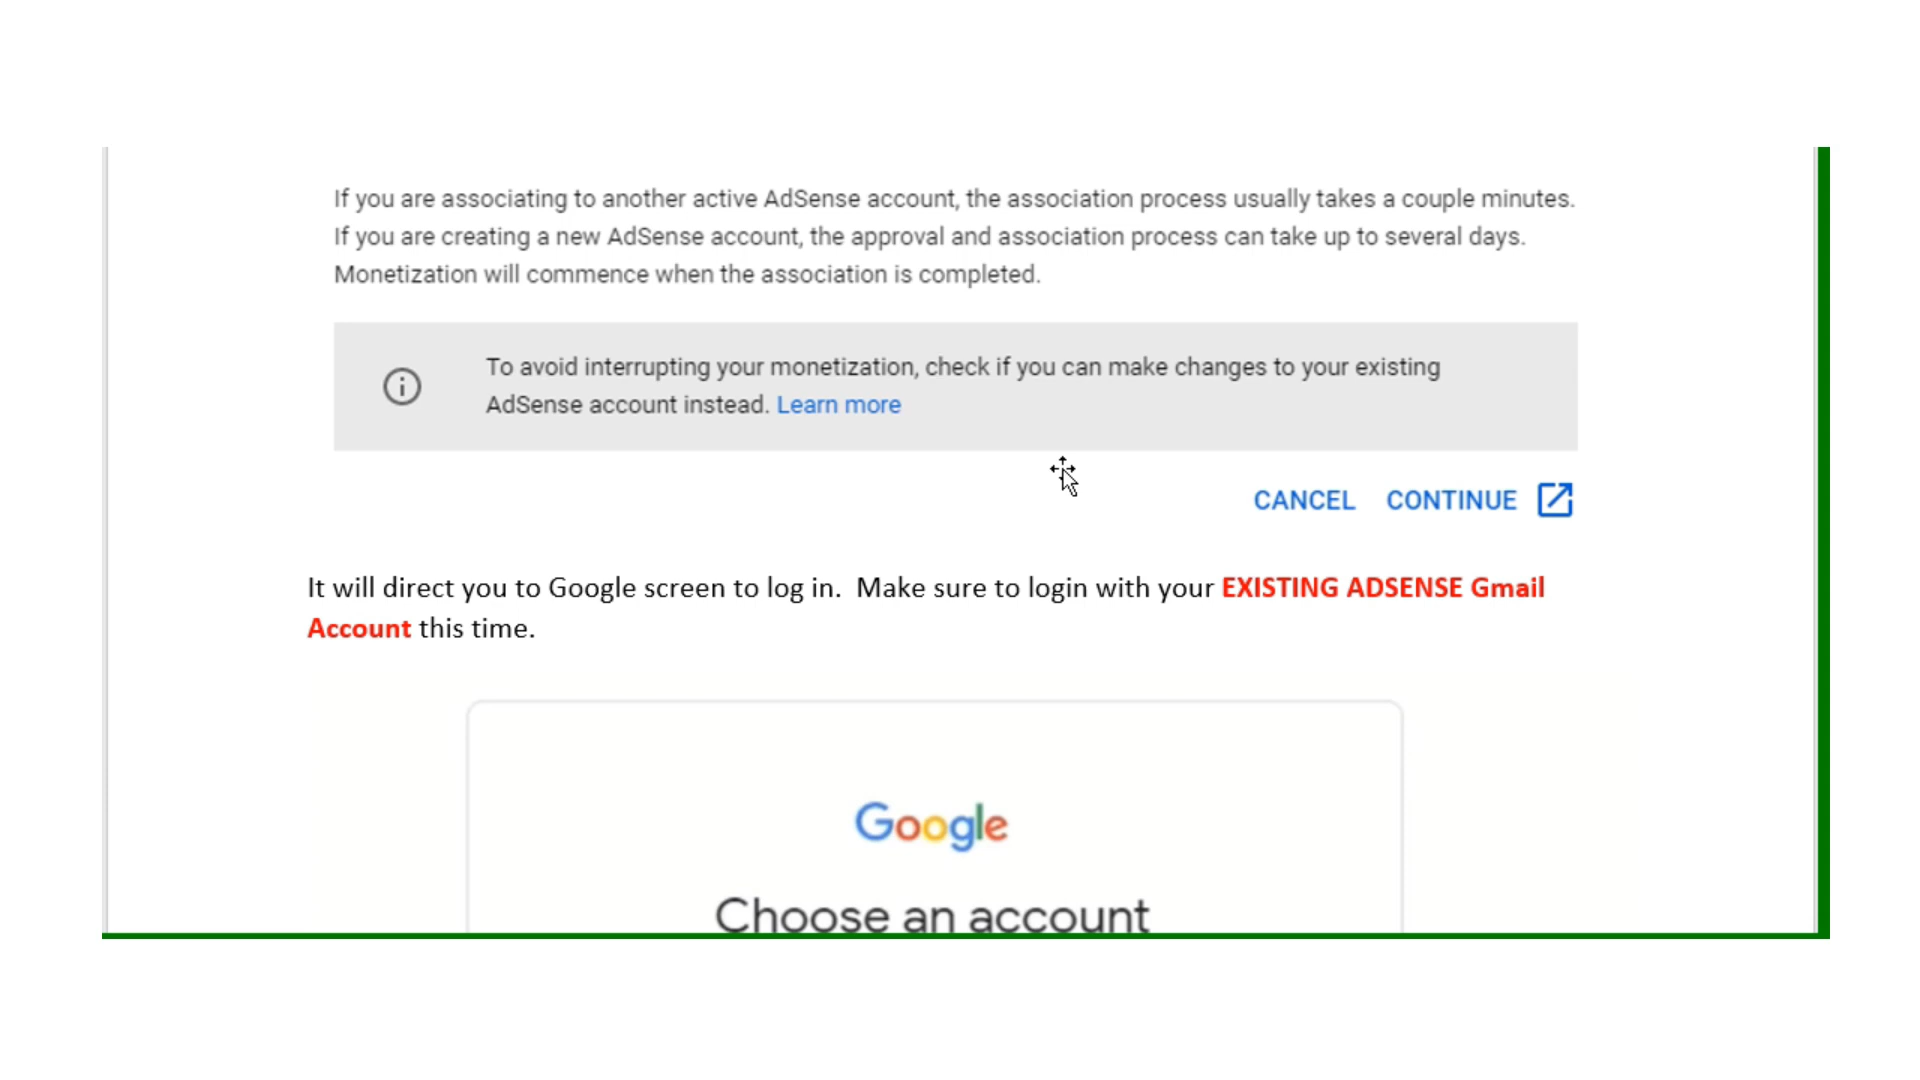 If you are associating to another active AdSense account, the association process usually takes a couple minutes.
If you are creating a new AdSense account, the approval and association process can take up to several days.
Monetization will commence when the association is completed.
To avoid interrupting your monetization, check if you can make changes to your existing
AdSense account instead. Learn more
CANCEL CONTINUE
It will direct you to Google screen to log in.  Make sure to login with your EXISTING ADSENSE Gmail
Account this time.
Google
Choose an account